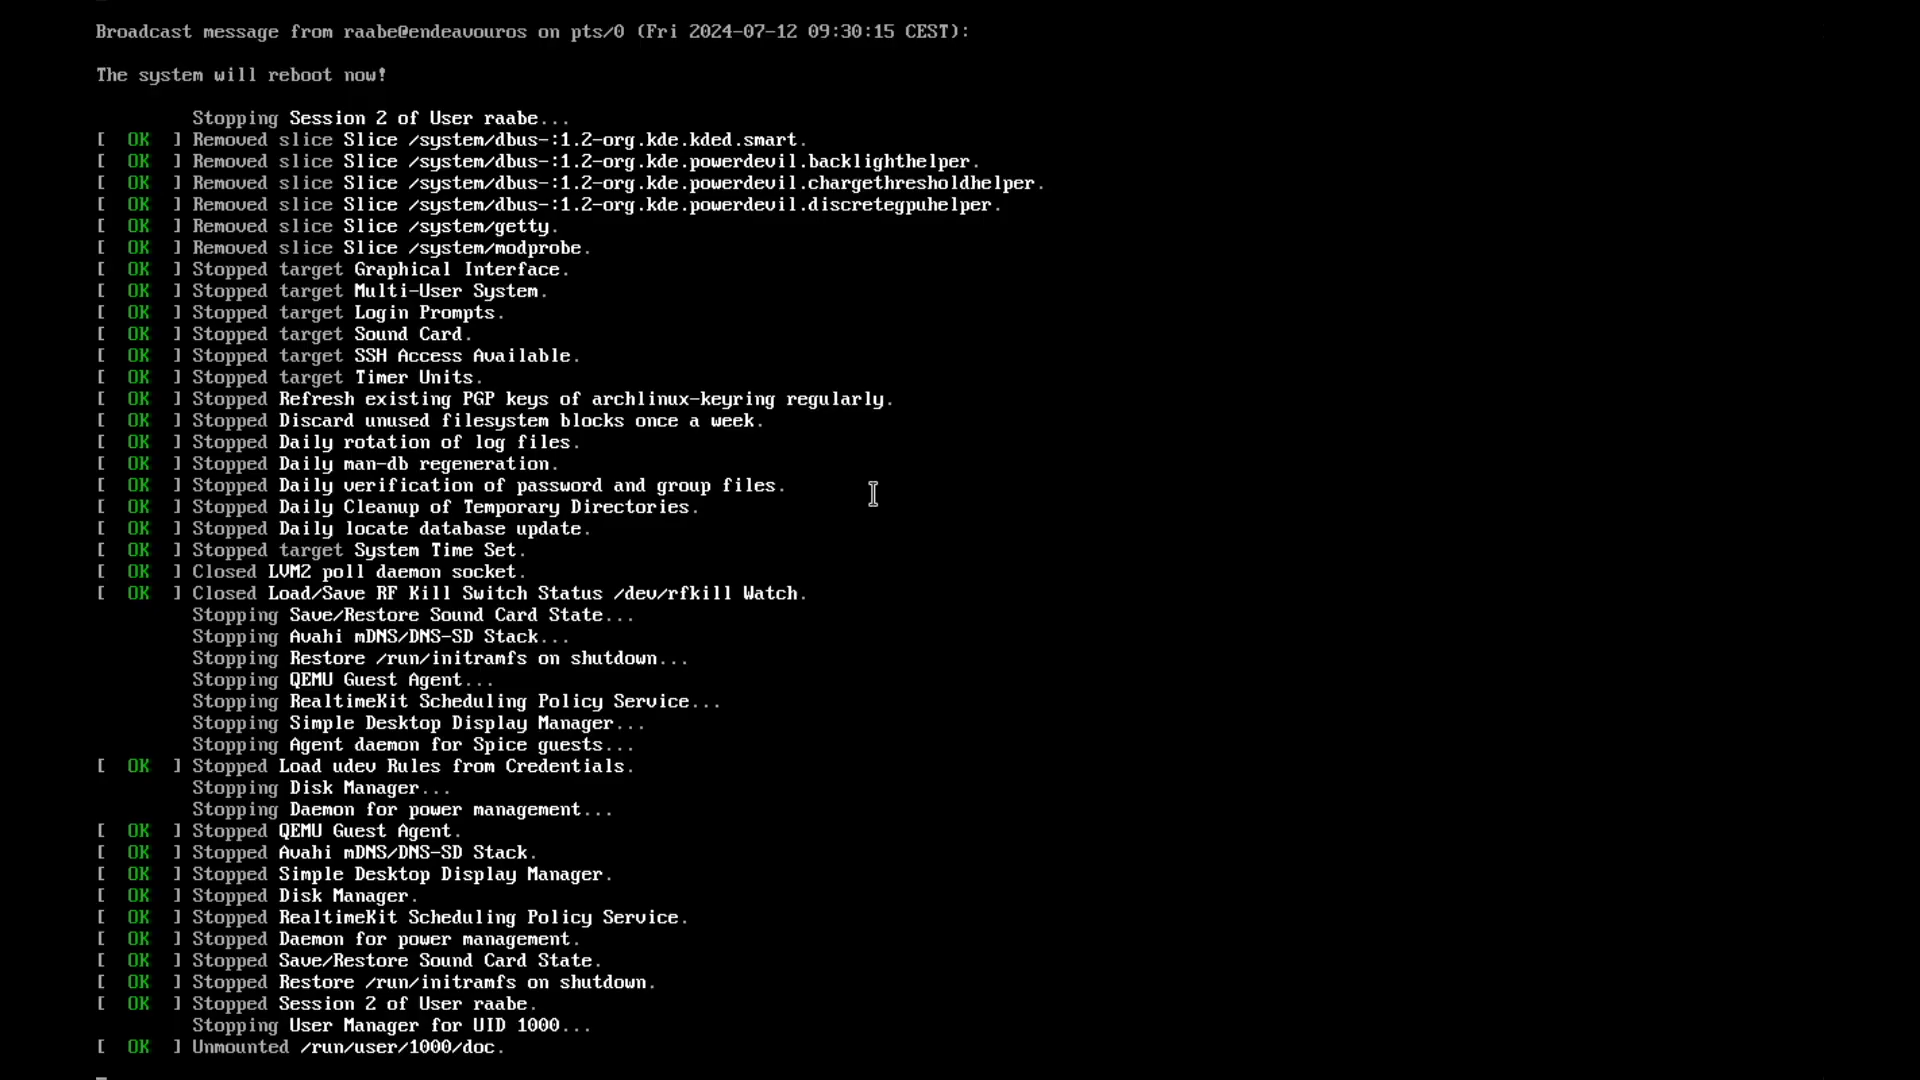 Broadcast message from raabe@endeavouros on pts/0 (Fri 2024-07-12 09:30:15 CEST):
The system will reboot now!
Stopping Session 2 of User raabe...
[  OK  ] Removed slice Slice /system/dbus-:1.2-org.kde.kded.smart.
[  OK  ] Removed slice Slice /system/dbus-:1.2-org.kde.powerdevil.backlighthelper.
[  OK  ] Removed slice Slice /system/dbus-:1.2-org.kde.powerdevil.chargethresholdhelper.
[  OK  ] Removed slice Slice /system/dbus-:1.2-org.kde.powerdevil.discretegpuhelper.
[  OK  ] Removed slice Slice /system/getty.
[  OK  ] Removed slice Slice /system/modprobe.
[  OK  ] Stopped target Graphical Interface.
[  OK  ] Stopped target Multi-User System.
[  OK  ] Stopped target Login Prompts.
[  OK  ] Stopped target Sound Card.
[  OK  ] Stopped target SSH Access Available.
[  OK  ] Stopped target Timer Units.
[  OK  ] Stopped Refresh existing PGP keys of archlinux-keyring regularly.
[  OK  ] Stopped Discard unused filesystem blocks once a week.
[  OK  ] Stopped Daily rotation of log files.
[  OK  ] Stopped Daily man-db regeneration.
[  OK  ] Stopped Daily verification of password and group files.
[  OK  ] Stopped Daily Cleanup of Temporary Directories.
[  OK  ] Stopped Daily locate database update.
[  OK  ] Stopped target System Time Set.
[  OK  ] Closed LVM2 poll daemon socket.
[  OK  ] Closed Load/Save RF Kill Switch Status /dev/rfkill Watch.
Stopping Save/Restore Sound Card State...
Stopping Avahi mDNS/DNS-SD Stack...
Stopping Restore /run/initramfs on shutdown...
Stopping QEMU Guest Agent...
Stopping RealtimeKit Scheduling Policy Service...
Stopping Simple Desktop Display Manager...
Stopping Agent daemon for Spice guests...
[  OK  ] Stopped Load udev Rules from Credentials.
Stopping Disk Manager...
Stopping Daemon for power management...
[  OK  ] Stopped QEMU Guest Agent.
[  OK  ] Stopped Avahi mDNS/DNS-SD Stack.
[  OK  ] Stopped Simple Desktop Display Manager.
[  OK  ] Stopped Disk Manager.
[  OK  ] Stopped RealtimeKit Scheduling Policy Service.
[  OK  ] Stopped Daemon for power management.
[  OK  ] Stopped Save/Restore Sound Card State.
[  OK  ] Stopped Restore /run/initramfs on shutdown.
[  OK  ] Stopped Session 2 of User raabe.
Stopping User Manager for UID 1000...
[  OK  ] Unmounted /run/user/1000/doc.